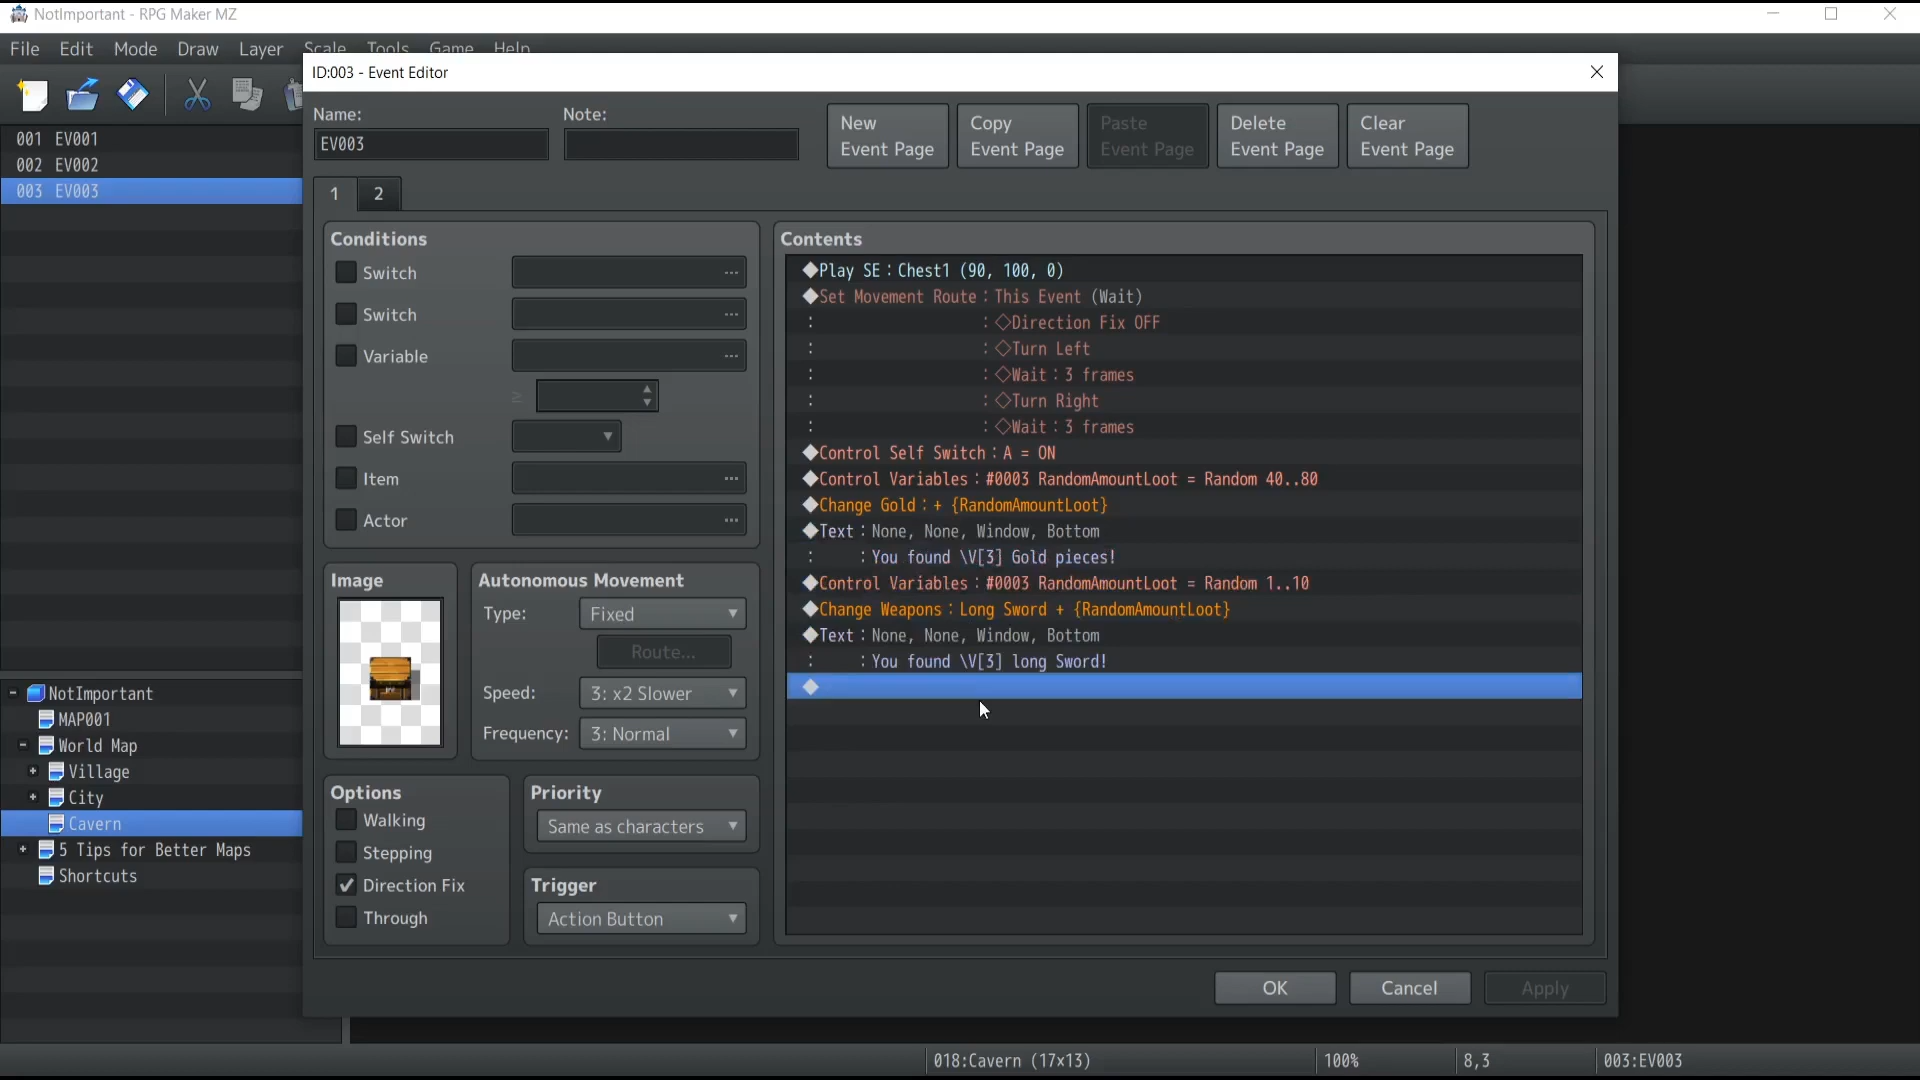 NotImportant - RPG Maker MZ
File Edit Mode Draw Layer Scale Tools Game Help
ID:003 - Event Editor
Name:
Note:
EV003
New Event Page
Copy Event Page
Paste Event Page
Delete Event Page
Clear Event Page
001 EV001
002 EV002
003 EV003
1 2
Conditions
Switch ...
Switch ...
Variable ...
≥
Self Switch
Item ...
Actor ...
Image
Autonomous Movement
Type: Fixed
Route...
Speed: 3: x2 Slower
Frequency: 3: Normal
Options
Walking
Stepping
Direction Fix
Through
Priority
Same as characters
Trigger
Action Button
Contents
◆Play SE : Chest1 (90, 100, 0)
◆Set Movement Route : This Event (Wait)
: : ◇Direction Fix OFF
: : ◇Turn Left
: : ◇Wait : 3 frames
: : ◇Turn Right
: : ◇Wait : 3 frames
◆Control Self Switch : A = ON
◆Control Variables : #0003 RandomAmountLoot = Random 40..80
◆Change Gold : + {RandomAmountLoot}
◆Text : None, None, Window, Bottom
: : You found \V[3] Gold pieces!
◆Control Variables : #0003 RandomAmountLoot = Random 1..10
◆Change Weapons : Long Sword + {RandomAmountLoot}
◆Text : None, None, Window, Bottom
: : You found \V[3] long Sword!
◆
NotImportant
MAP001
World Map
Village
City
Cavern
5 Tips for Better Maps
Shortcuts
OK Cancel Apply
018:Cavern (17×13) 100% 8,3 003:EV003